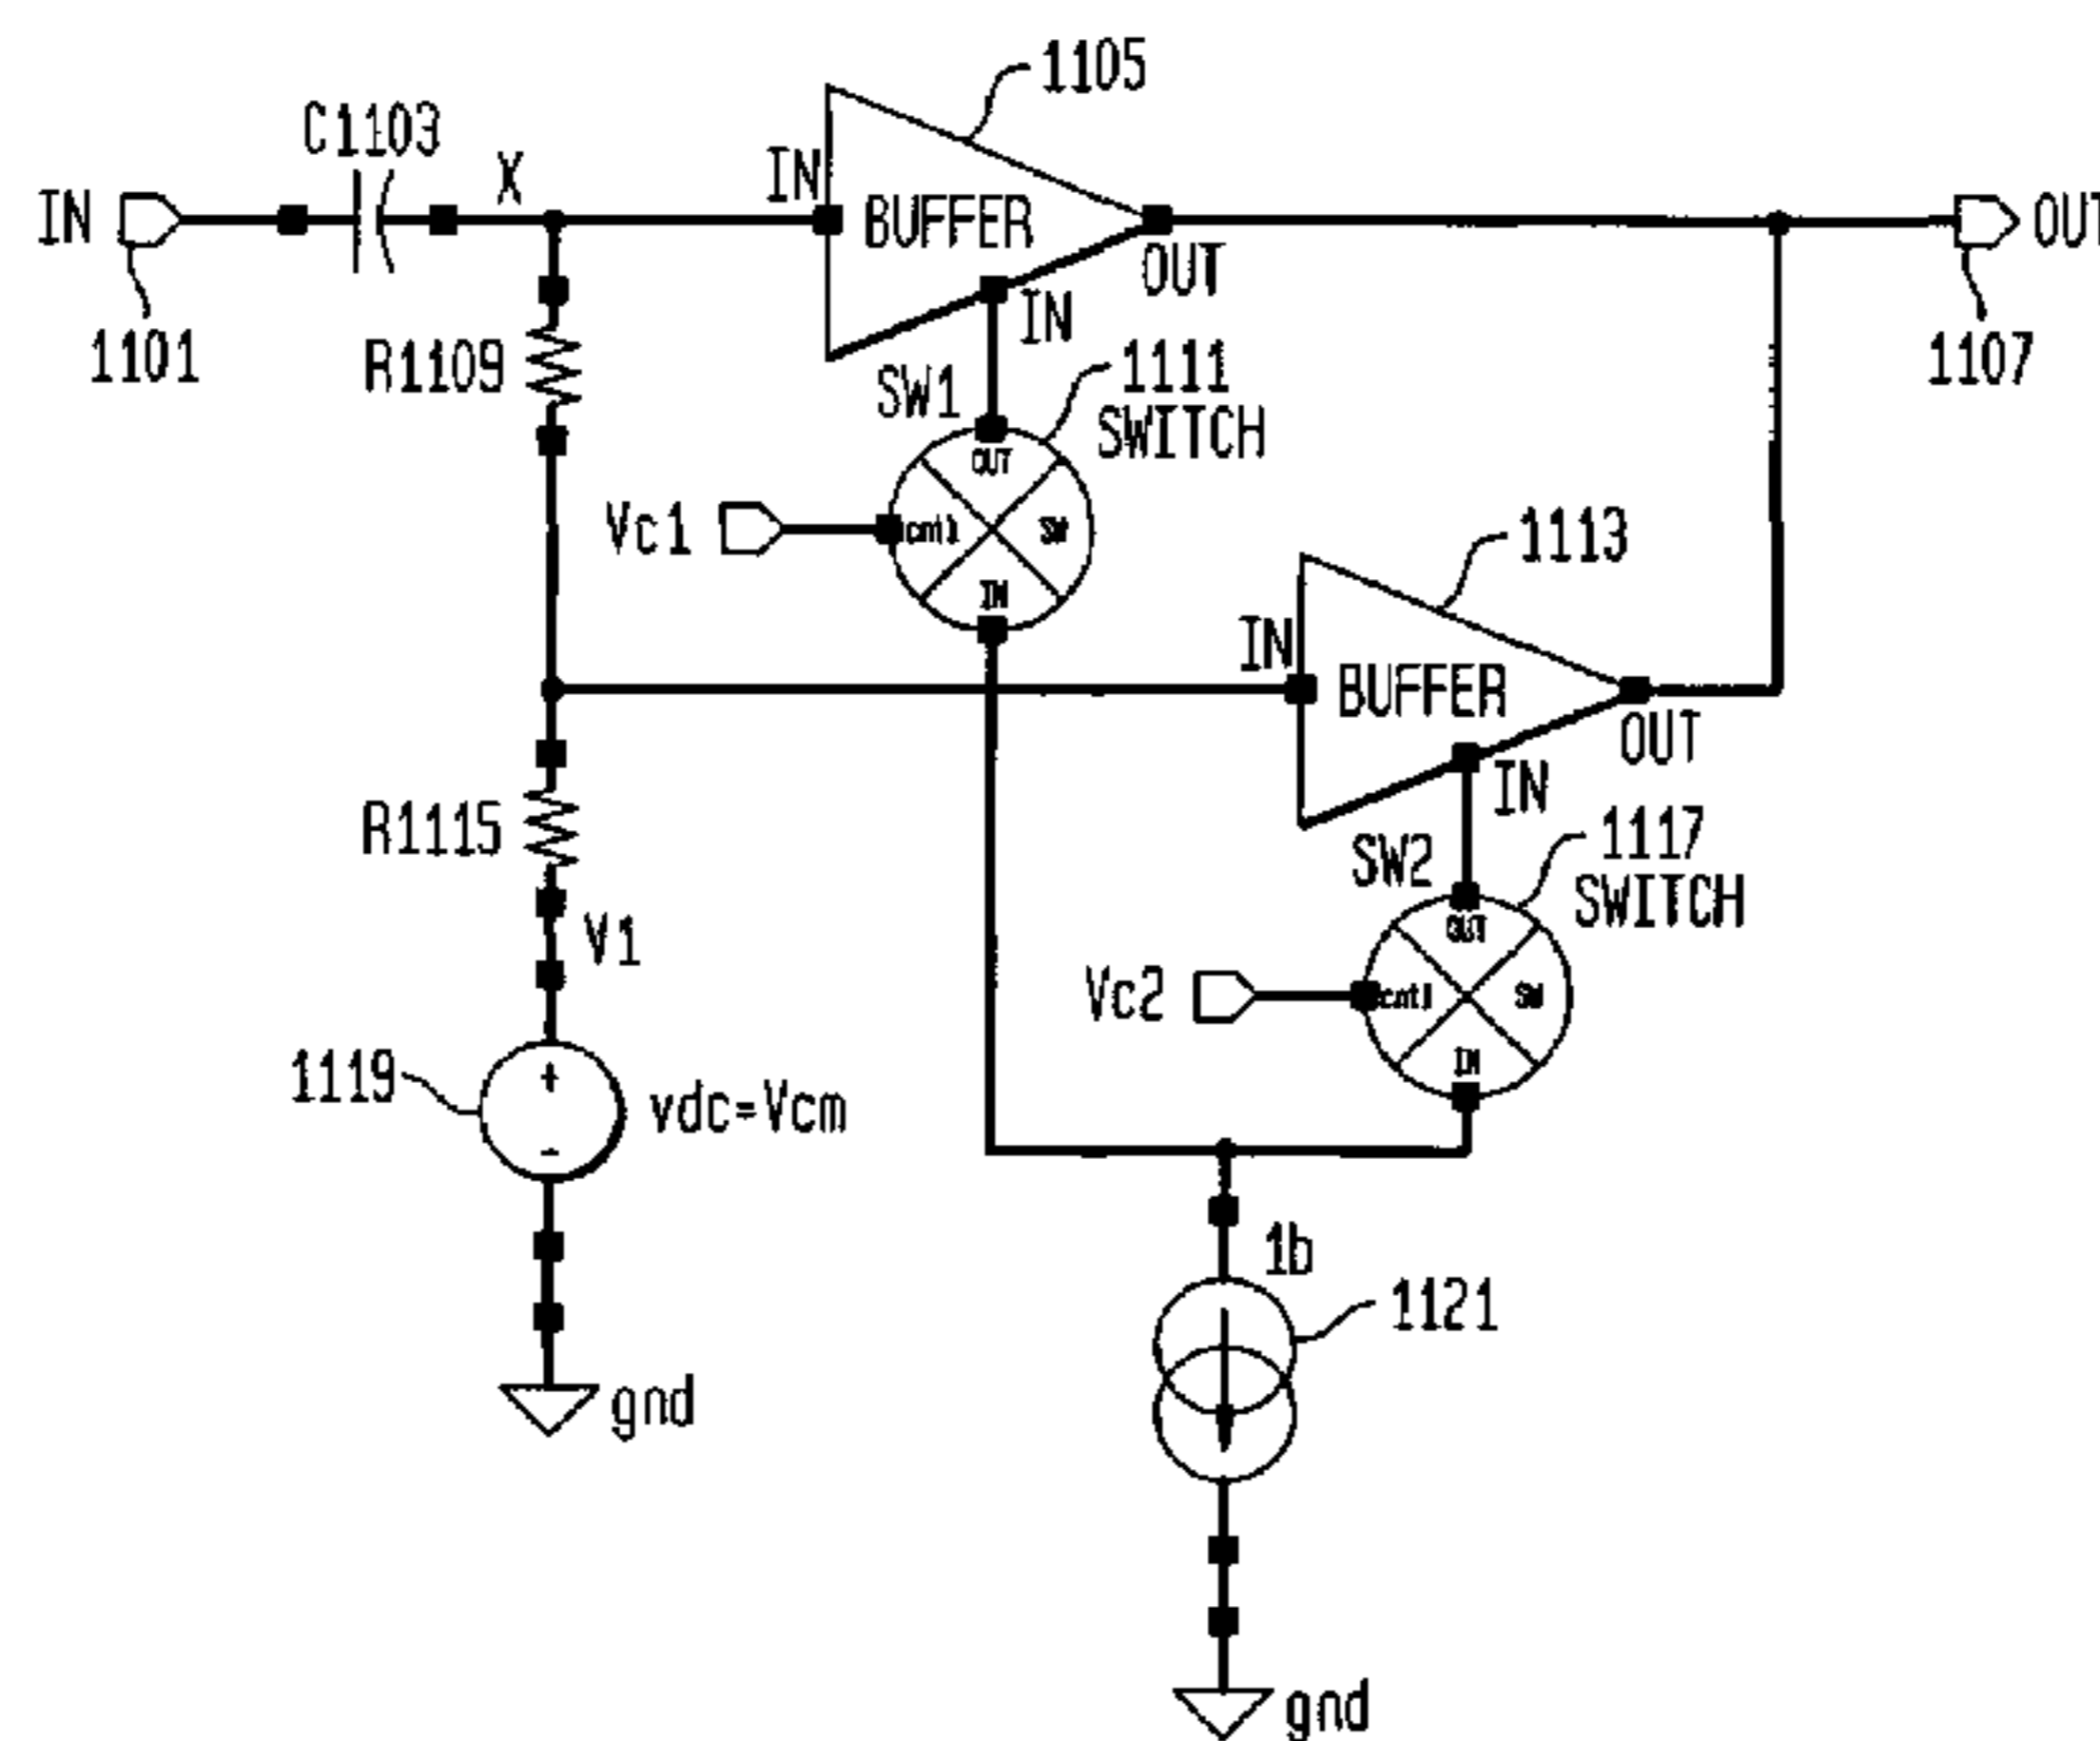 1105
C1103
X
IN
IN
BUFFER
OUT
OUT
IN
1101
R1109
SW1
1111
SWITCH
1107
OUT
Vc1
cntl
SW
IN
1113
IN
BUFFER
OUT
IN
R1115
SW2
1117
SWITCH
V1
OUT
Vc2
cntl
SW
IN
1119
+
-
vdc=Vcm
1b
1121
gnd
gnd